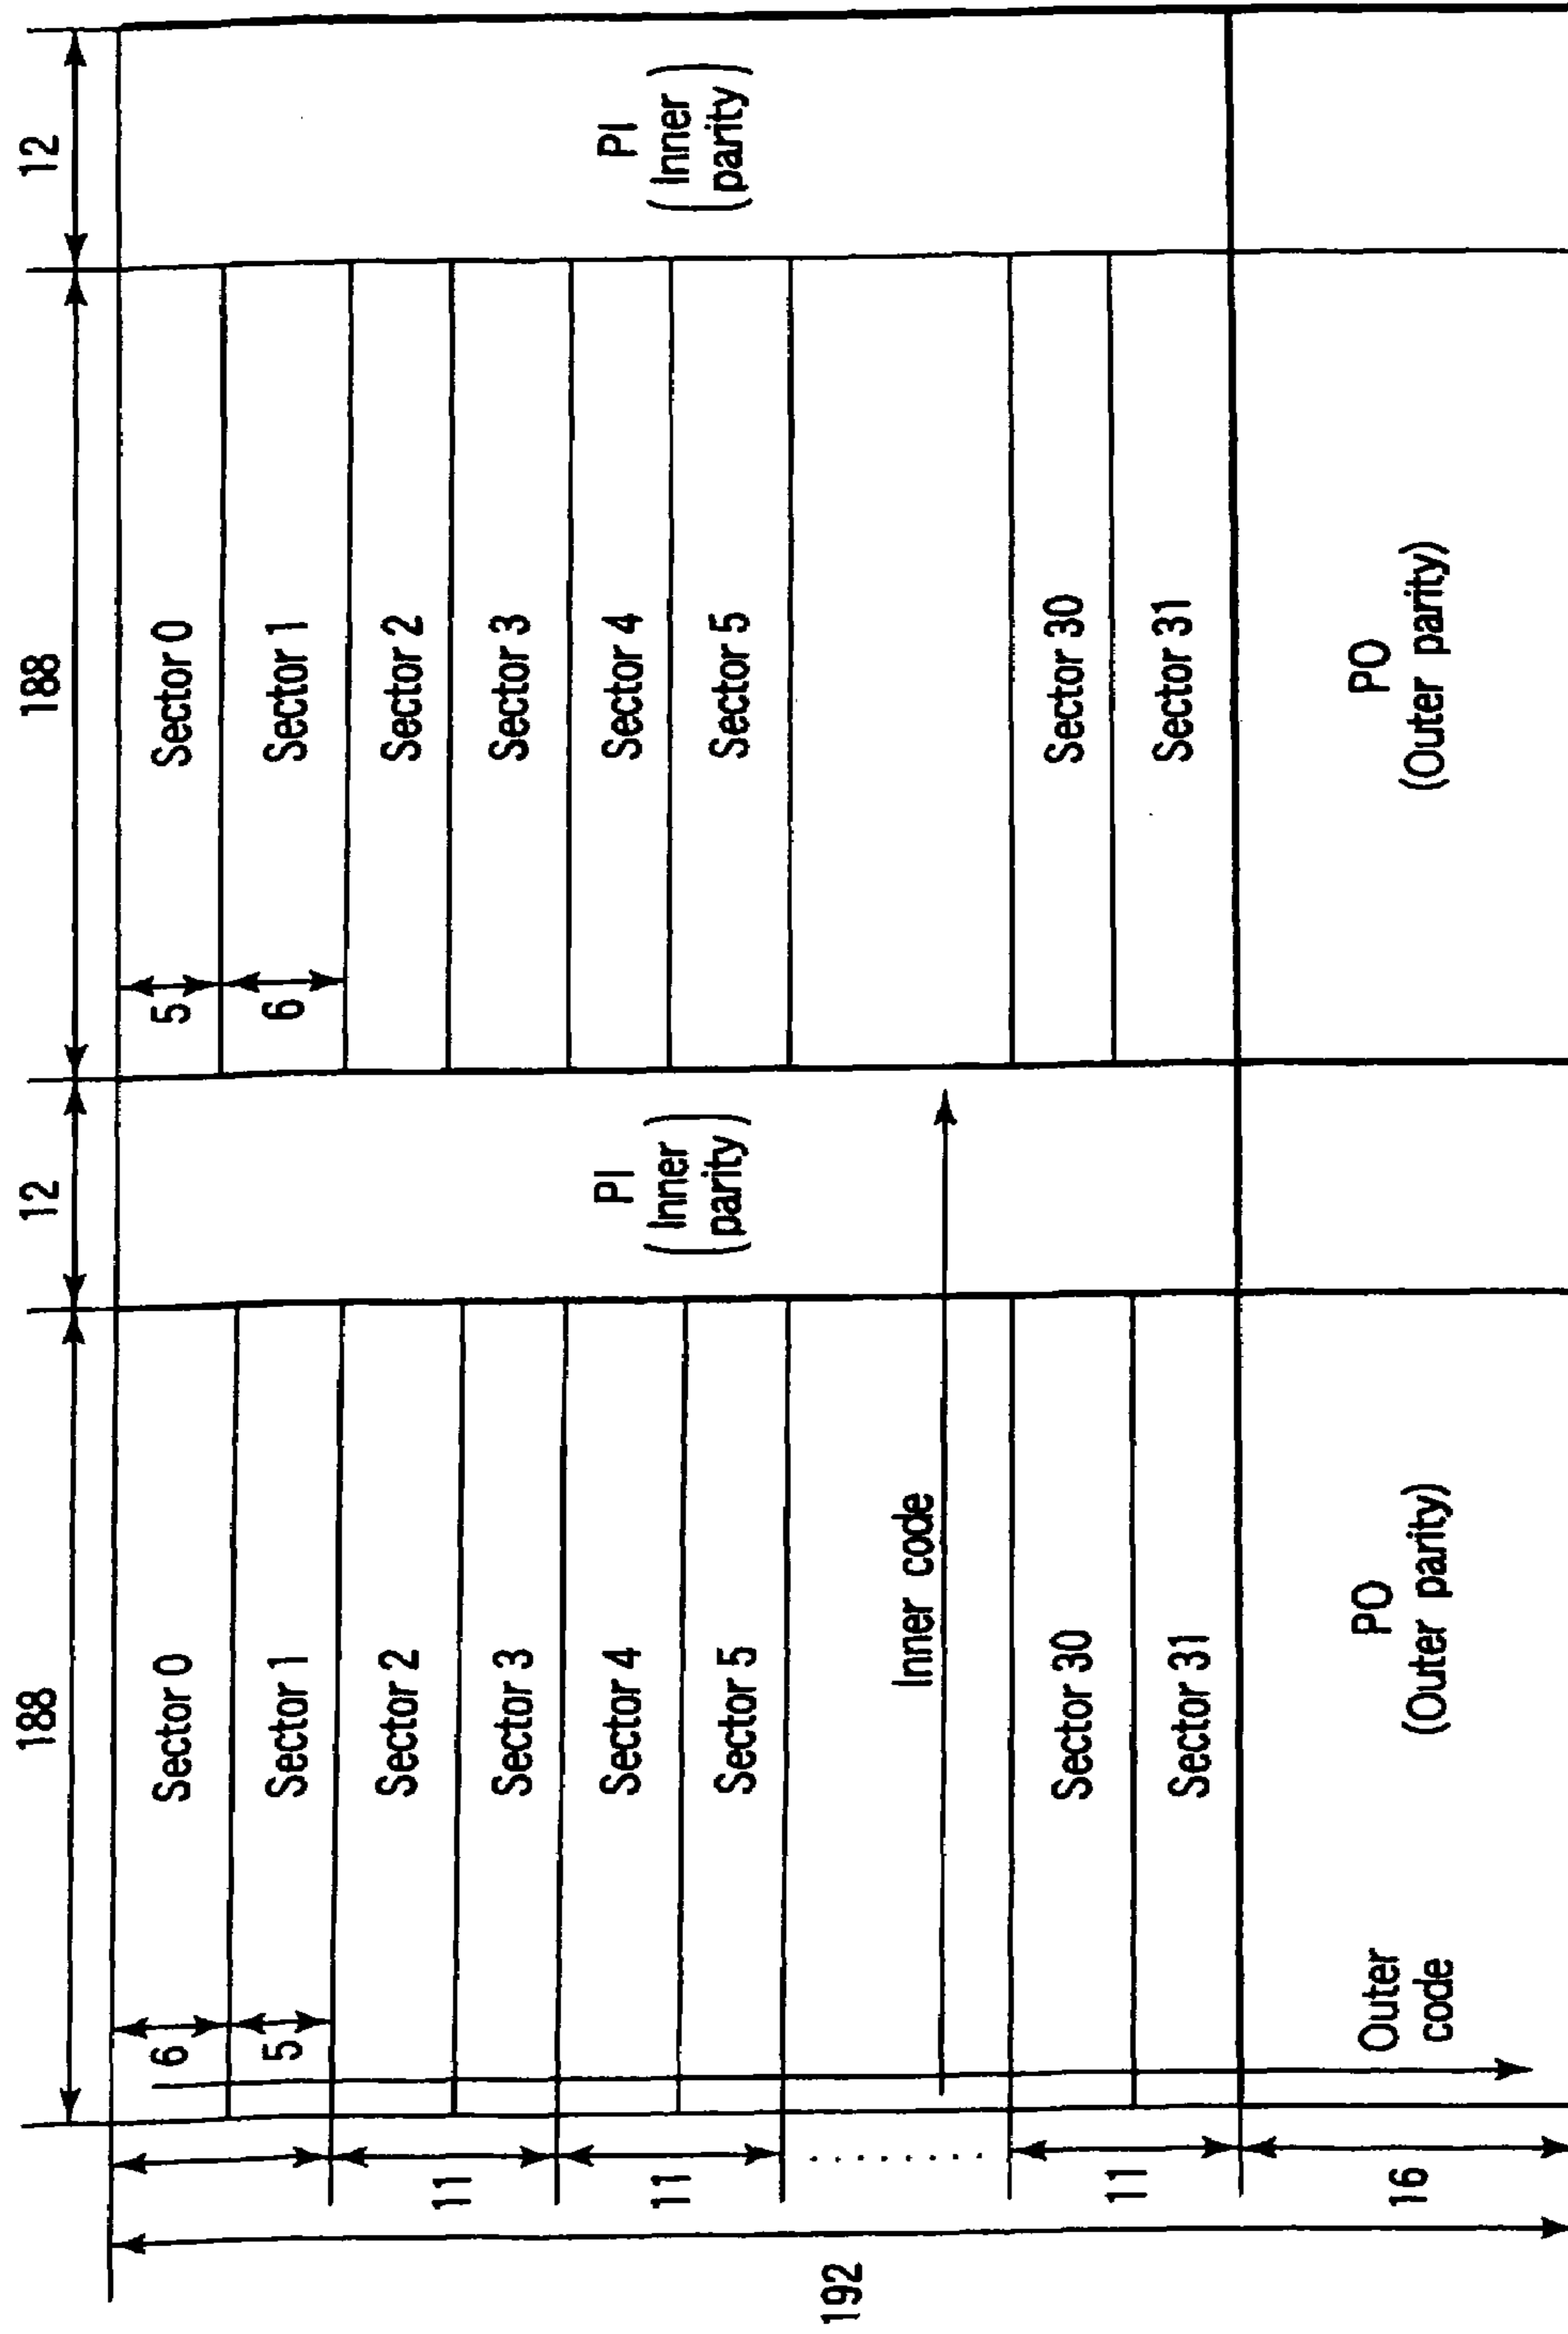 188 12 188 12
6 Sector 0 5 Sector 0
5 Sector 1 6 Sector 1
Sector 2 Sector 2
11
Sector 3 Sector 3
Sector 4 Sector 4
PI PI
11
(Inner (Inner
parity) parity)
Sector 5 Sector 5
192
Inner code
Sector 30 Sector 30
11
Sector 31 Sector 31
PO PO
(Outer parity) (Outer parity)
Outer
code
16